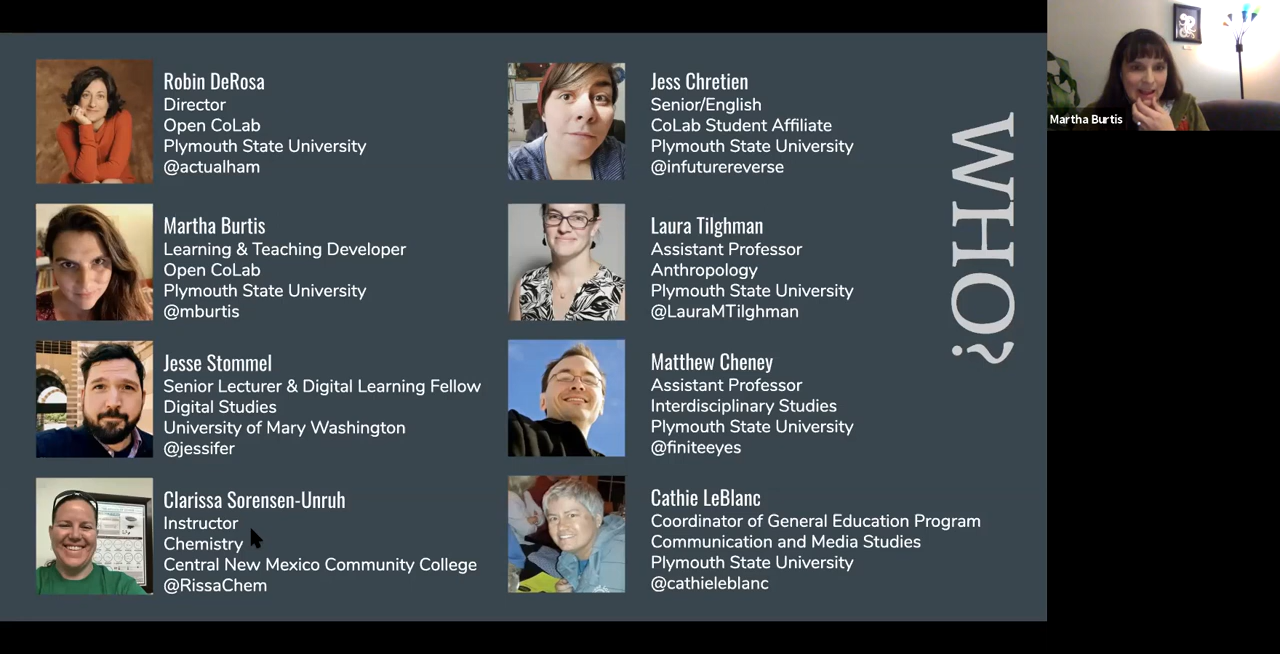 Robin DeRosa
Director
Open CoLab
Plymouth State University
@actualham
Martha Burtis
Learning & Teaching Developer
Open CoLab
Plymouth State University
@mburtis
Jesse Stommel
Senior Lecturer & Digital Learning Fellow
Digital Studies
University of Mary Washington
@jessifer
Clarissa Sorensen-Unruh
Instructor
Chemistry
Central New Mexico Community College
@RissaChem
Jess Chretien
Senior/English
CoLab Student Affiliate
Plymouth State University
@infuturereverse
Laura Tilghman
Assistant Professor
Anthropology
Plymouth State University
@LauraMTilghman
Matthew Cheney
Assistant Professor
Interdisciplinary Studies
Plymouth State University
@finiteeyes
Cathie LeBlanc
Coordinator of General Education Program
Communication and Media Studies
Plymouth State University
@cathieleblanc
WHO?
Martha Burtis